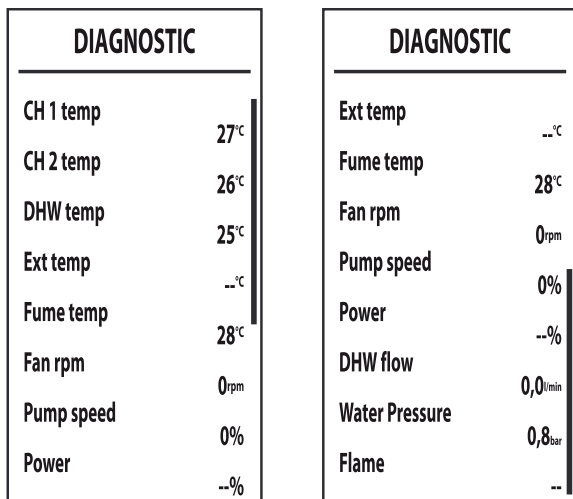 DIAGNOSTIC
CH 1 temp
27°C
CH 2 temp
26°C
DHW temp
25°C
Ext temp
--°C
Fume temp
28°C
Fan rpm
0rpm
Pump speed
0%
Power
--%
DIAGNOSTIC
Ext temp
--°C
Fume temp
28°C
Fan rpm
0rpm
Pump speed
0%
Power
--%
DHW flow
0,0l/min
Water Pressure
0,8bar
Flame
--